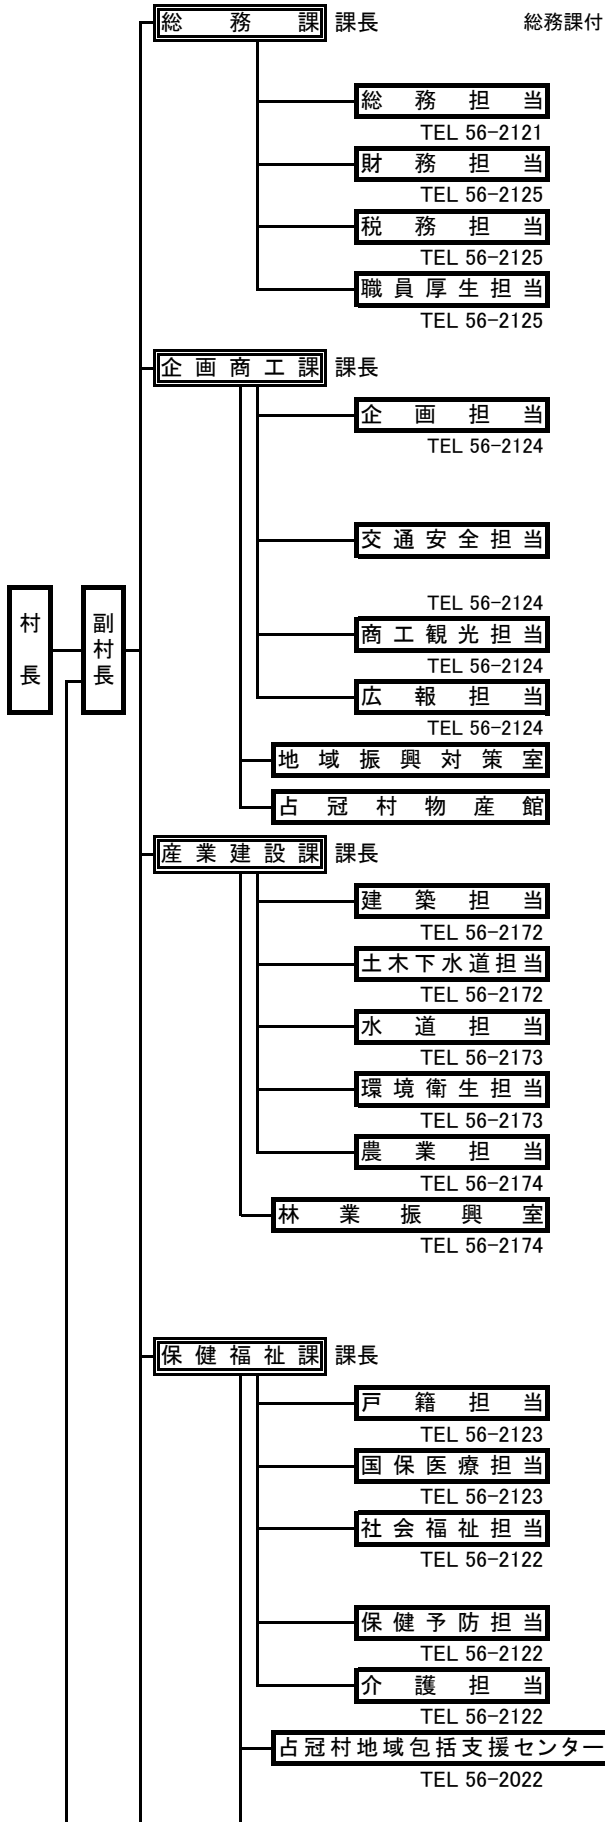 総務課 課長 総務課付
総務担当
TEL 56-2121
財務担当
TEL 56-2125
税務担当
TEL 56-2125
職員厚生担当
TEL 56-2125
企画商工課 課長
企画担当
TEL 56-2124
交通安全担当
TEL 56-2124
商工観光担当
TEL 56-2124
広報担当
TEL 56-2124
地域振興対策室
占冠村物産館
村長
副村長
産業建設課 課長
建築担当
TEL 56-2172
土木下水道担当
TEL 56-2172
水道担当
TEL 56-2173
環境衛生担当
TEL 56-2173
農業担当
TEL 56-2174
林業振興室
TEL 56-2174
保健福祉課 課長
戸籍担当
TEL 56-2123
国保医療担当
TEL 56-2123
社会福祉担当
TEL 56-2122
保健予防担当
TEL 56-2122
介護担当
TEL 56-2122
占冠村地域包括支援センター
TEL 56-2022